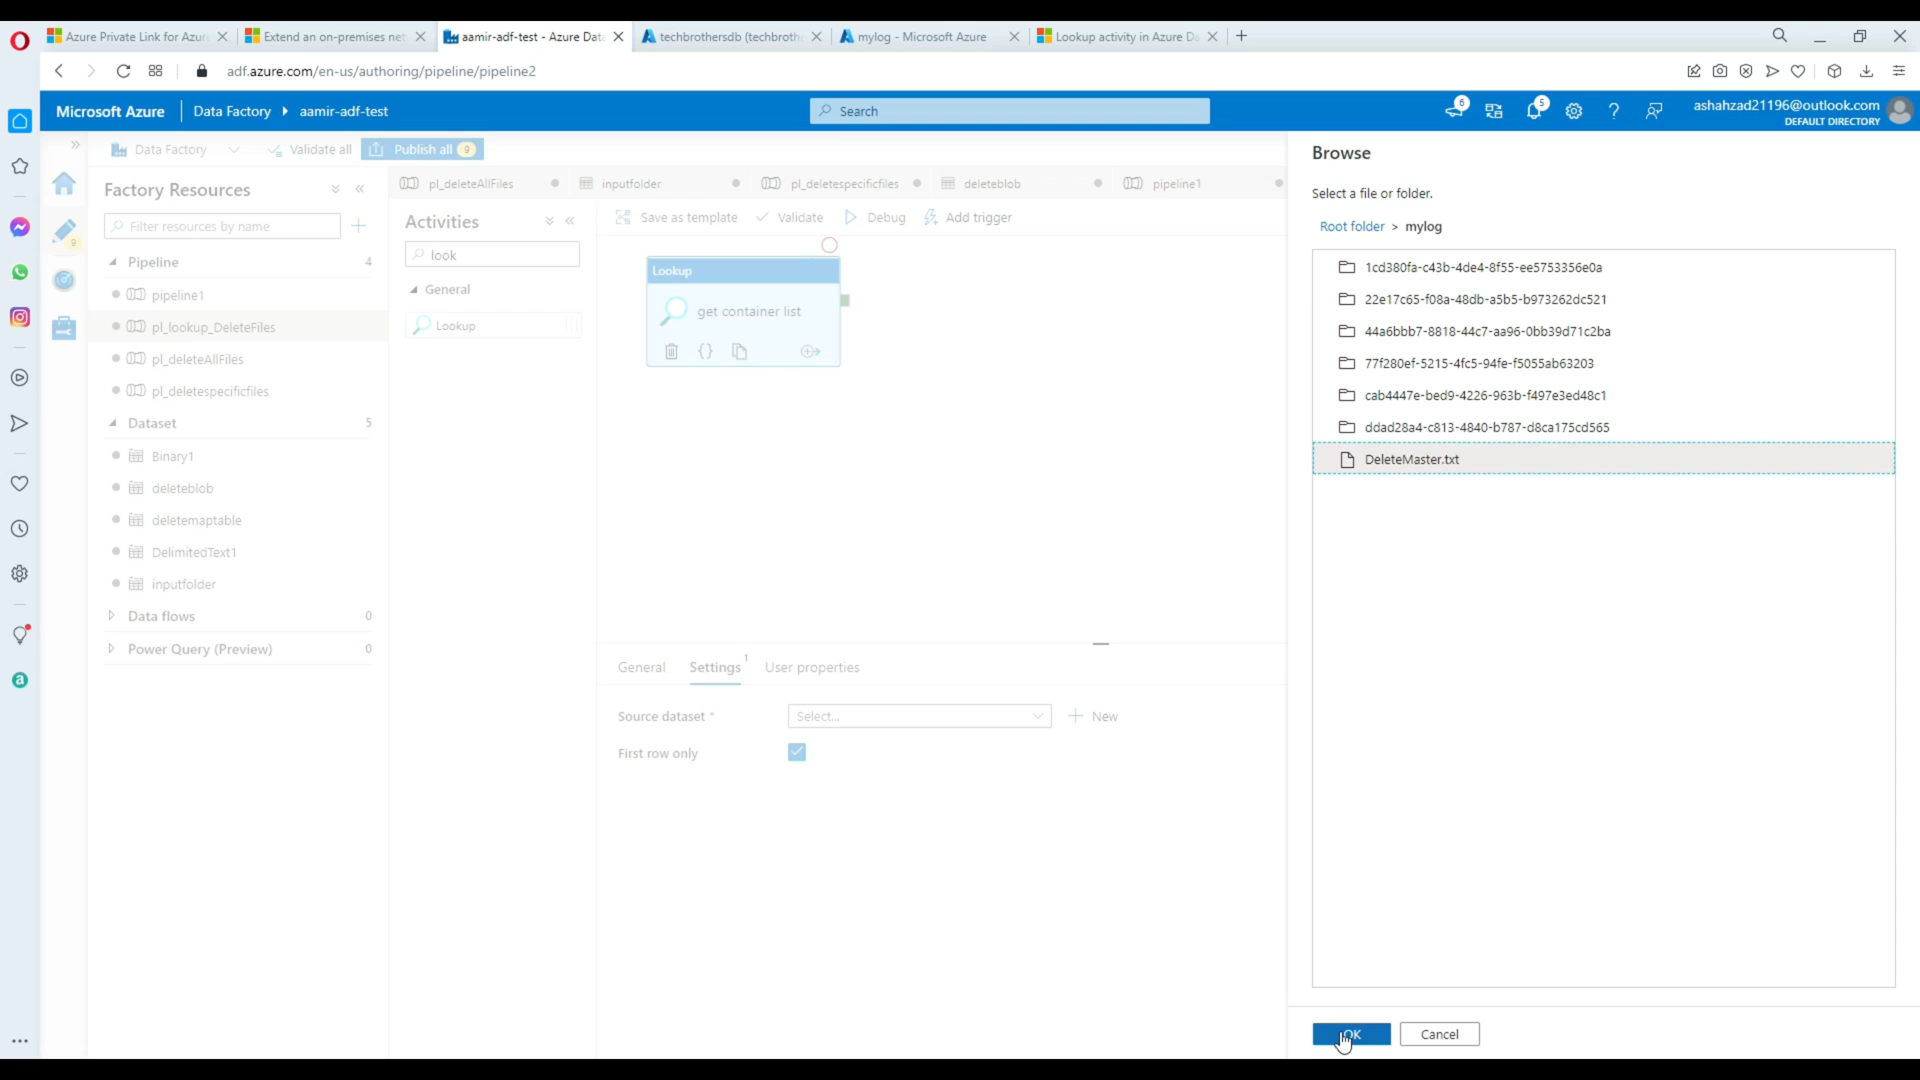 Azure Private Link for Azur
Extend an on-premises net
aamir-adf-test - Azure Data
techbrothersdb (techbroth
mylog - Microsoft Azure
Lookup activity in Azure Da
adf.azure.com/en-us/authoring/pipeline/pipeline2
Microsoft Azure
Data Factory
aamir-adf-test
Search
6
5
ashahzad21196@outlook.com
DEFAULT DIRECTORY
Data Factory
Validate all
Publish all 9
Factory Resources
Filter resources by name
9
Pipeline 4
pipeline1
pl_lookup_DeleteFiles
pl_deleteAllFiles
pl_deletespecificfiles
Dataset 5
Binary1
deleteblob
deletemaptable
DelimitedText1
inputfolder
Data flows 0
Power Query (Preview) 0
pl_deleteAllFiles
inputfolder
pl_deletespecificfiles
deleteblob
pipeline1
Activities
look
General
Lookup
Save as template
Validate
Debug
Add trigger
Lookup
get container list
General
Settings 1
User properties
Source dataset *
Select...
New
First row only
Browse
Select a file or folder.
Root folder > mylog
1cd380fa-c43b-4de4-8f55-ee5753356e0a
22e17c65-f08a-48db-a5b5-b973262dc521
44a6bbb7-8818-44c7-aa96-0bb39d71c2ba
77f280ef-5215-4fc5-94fe-f5055ab63203
cab4447e-bed9-4226-963b-f497e3ed48c1
ddad28a4-c813-4840-b787-d8ca175cd565
DeleteMaster.txt
OK
Cancel